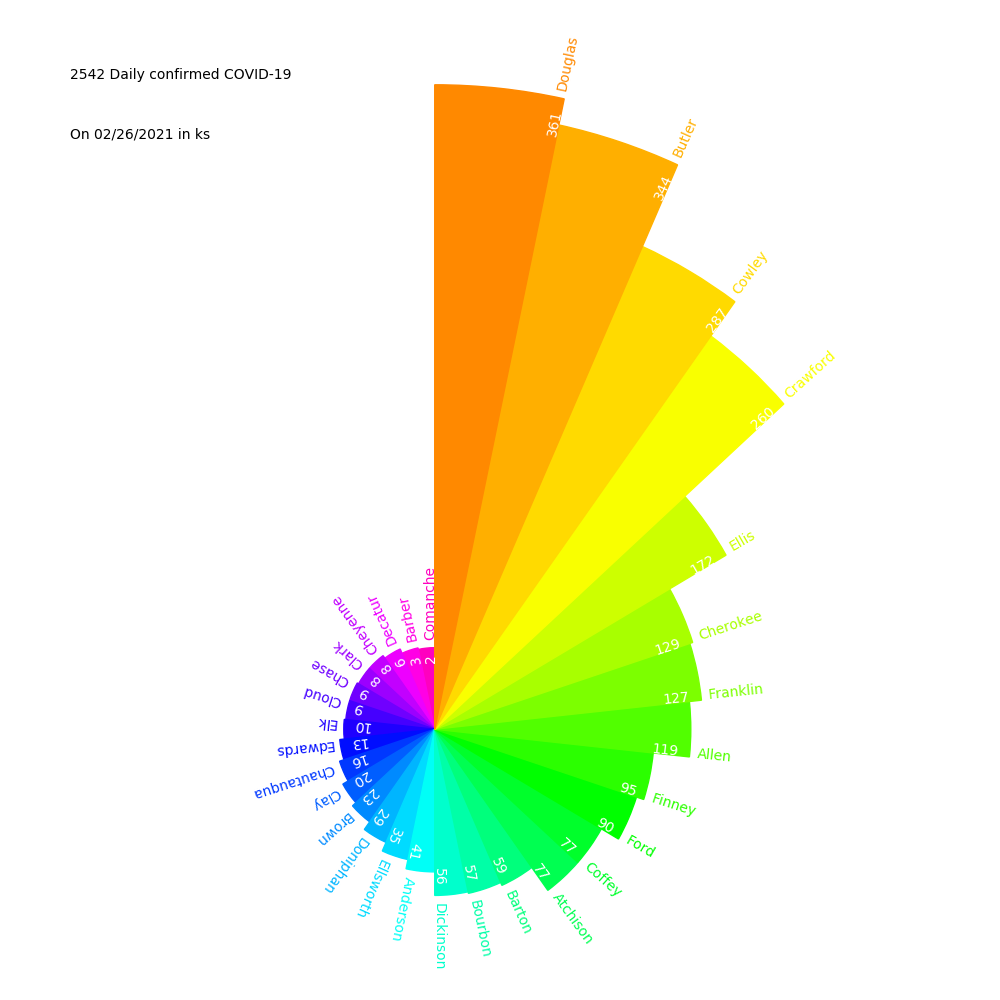 2542 Daily confirmed COVID-19
On 02/26/2021 in ks
Douglas
361
Butler
344
Cowley
287
Crawford
260
Ellis
172
Cherokee
129
Franklin
127
Allen
119
Finney
95
Ford
90
Coffey
77
Atchison
77
Barton
59
Bourbon
57
Dickinson
56
Anderson
41
Ellsworth
35
Doniphan
29
Brown
23
Clay
20
Chautauqua
16
Edwards
13
Elk
10
Cloud
9
Chase
9
Clark
8
Cheyenne
8
Decatur
6
Barber
3
Comanche
2